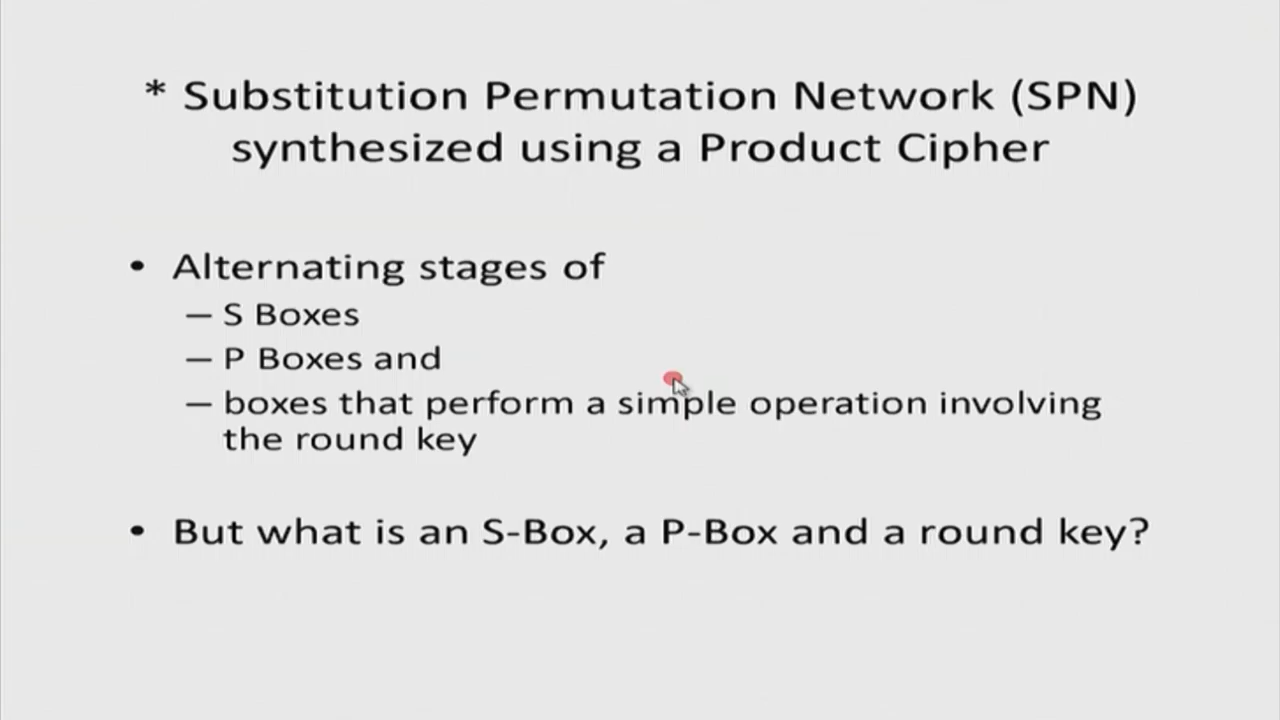 * Substitution Permutation Network (SPN)
synthesized using a Product Cipher
• Alternating stages of
– S Boxes
– P Boxes and
– boxes that perform a simple operation involving
the round key
• But what is an S-Box, a P-Box and a round key?